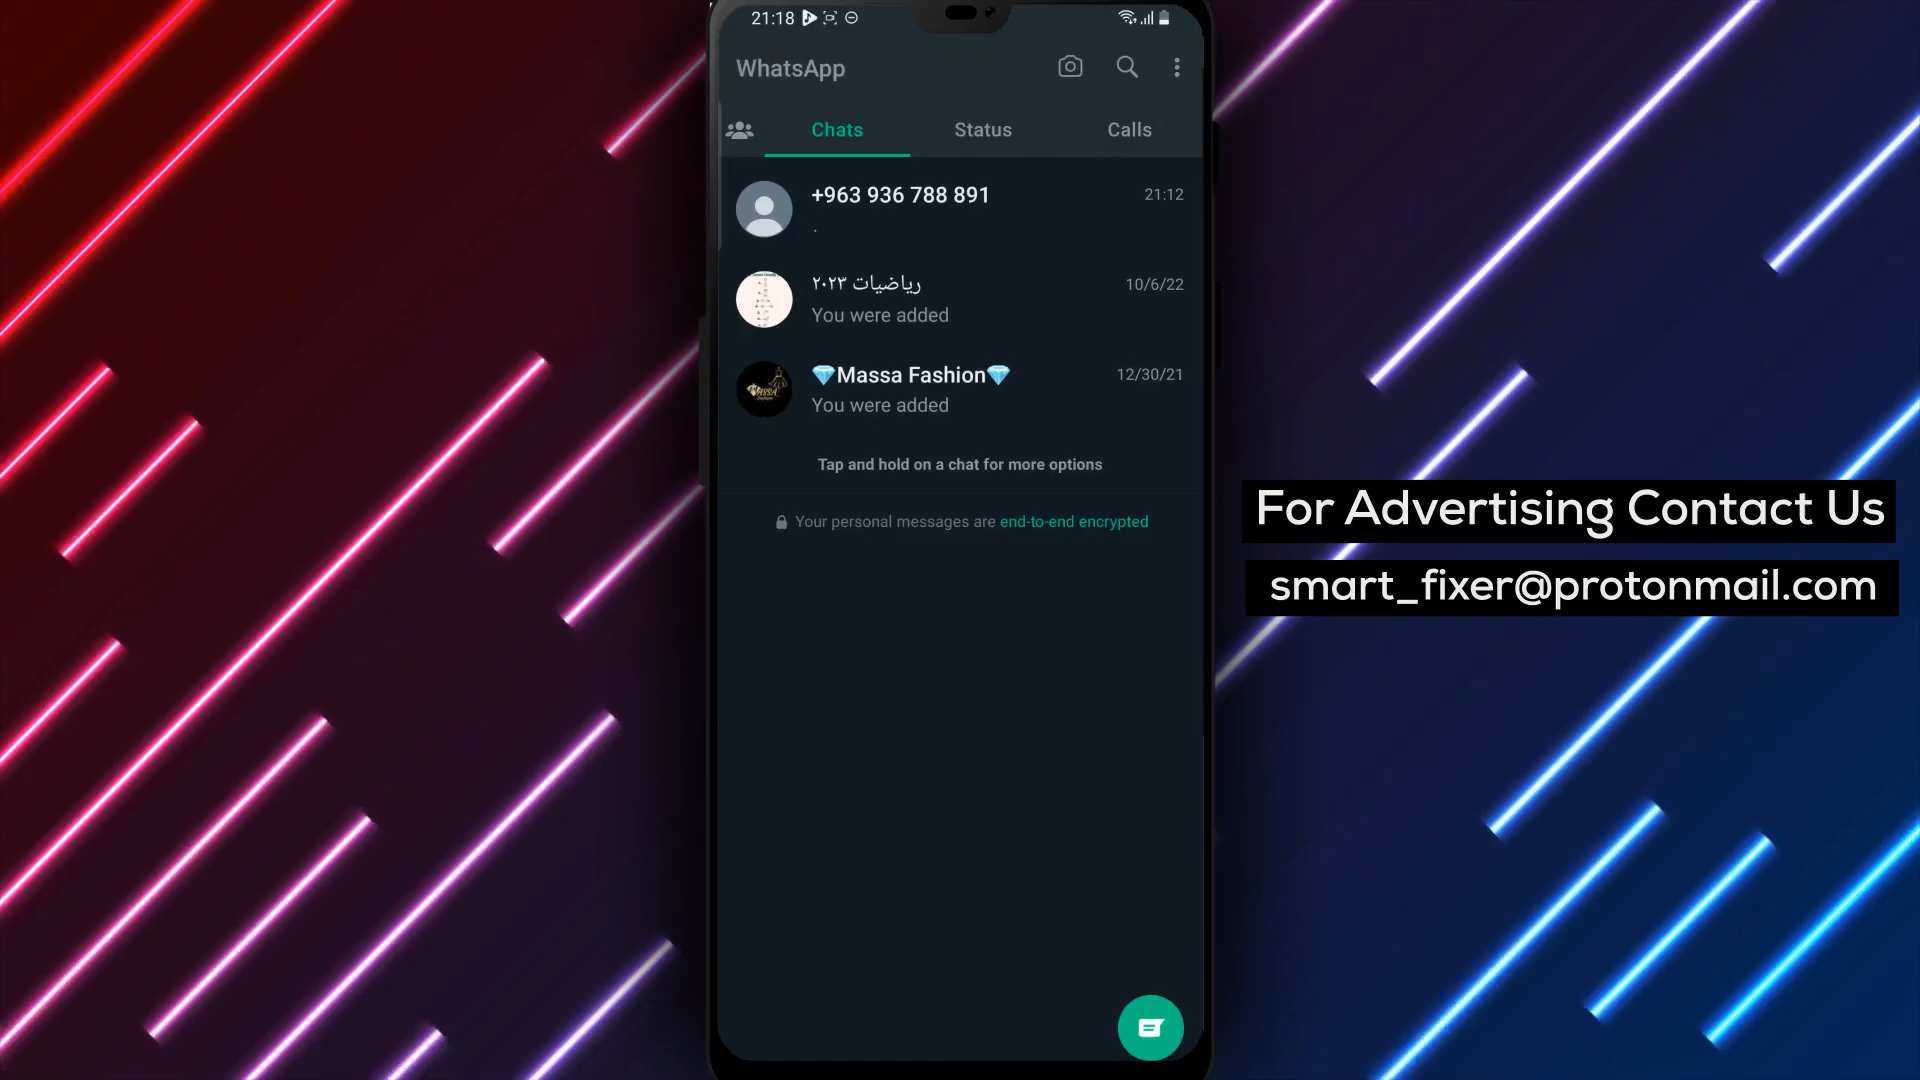 21:18
WhatsApp
Chats
Status
Calls
+963 936 788 891
21:12
.
رياضيات ٢٠٢٣
10/6/22
You were added
💎Massa Fashion💎
12/30/21
You were added
Tap and hold on a chat for more options
Your personal messages are end-to-end encrypted
For Advertising Contact Us
smart_fixer@protonmail.com